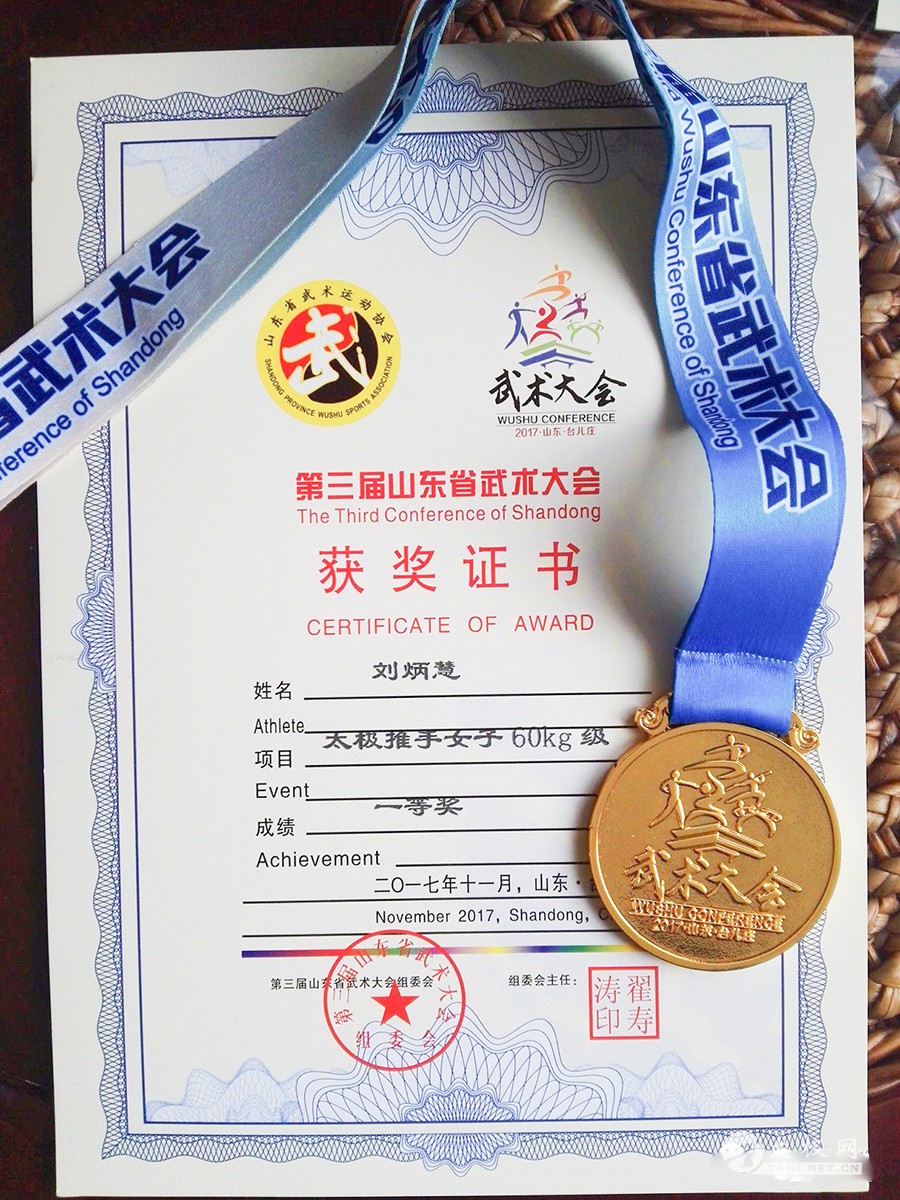 山东省武术大会
Wushu Conference of Shandong
省武术大会
ference of Shandong
山东省武术运动协会
SHANDONG PROVINCE WUSHU SPORTS ASSOCIATION
武
武术大会
WUSHU CONFERENCE
2017·山东·台儿庄
第三届山东省武术大会
The Third Conference of Shandong
获奖证书
CERTIFICATE OF AWARD
姓名 刘炳慧
Athlete
项目 太极推手女子60kg级
Event
成绩 一等奖
Achievement
二〇一七年十一月，山东·
November 2017, Shandong, C
武术大会
WUSHU CONFERENCE
2017·山东·台儿庄
第三届山东省武术大会组委会
组委会主任：
第三届山东省武术大会
组委会
翟寿涛印
TAIJI.NET.CN